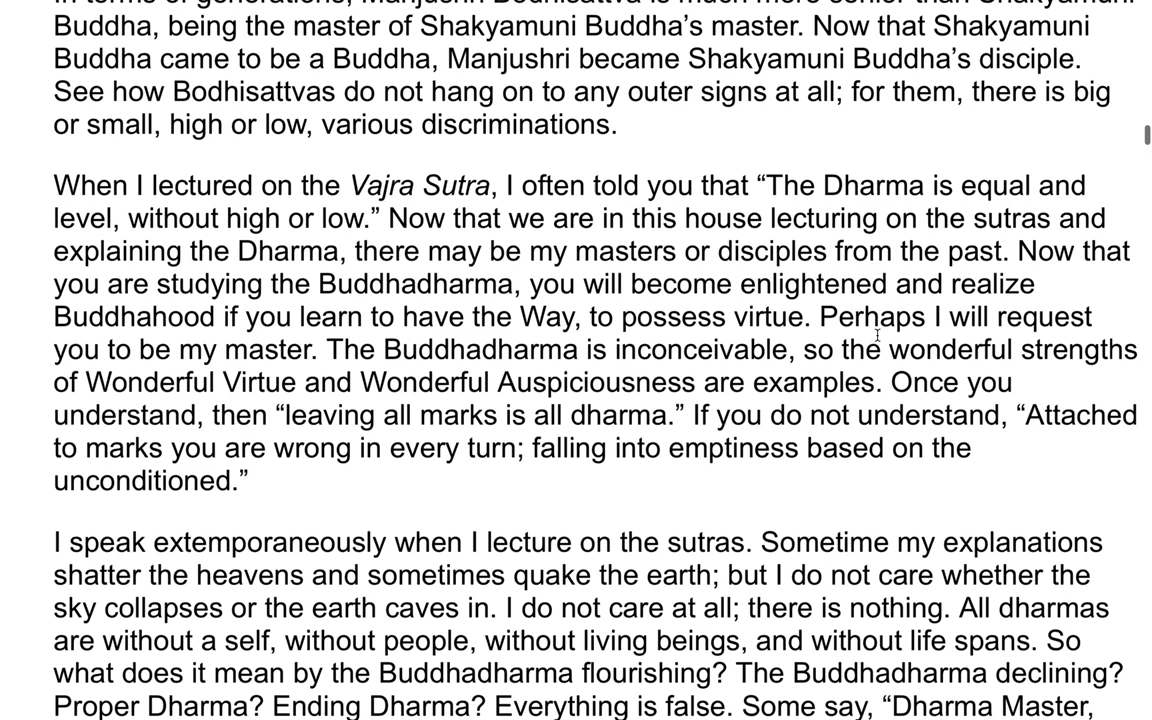 In terms of generations, Manjushri Bodhisattva is much more senior than Shakyamuni
Buddha, being the master of Shakyamuni Buddha’s master. Now that Shakyamuni
Buddha came to be a Buddha, Manjushri became Shakyamuni Buddha’s disciple.
See how Bodhisattvas do not hang on to any outer signs at all; for them, there is big
or small, high or low, various discriminations.
When I lectured on the Vajra Sutra, I often told you that “The Dharma is equal and
level, without high or low.” Now that we are in this house lecturing on the sutras and
explaining the Dharma, there may be my masters or disciples from the past. Now that
you are studying the Buddhadharma, you will become enlightened and realize
Buddhahood if you learn to have the Way, to possess virtue. Perhaps I will request
you to be my master. The Buddhadharma is inconceivable, so the wonderful strengths
of Wonderful Virtue and Wonderful Auspiciousness are examples. Once you
understand, then “leaving all marks is all dharma.” If you do not understand, “Attached
to marks you are wrong in every turn; falling into emptiness based on the
unconditioned.”
I speak extemporaneously when I lecture on the sutras. Sometime my explanations
shatter the heavens and sometimes quake the earth; but I do not care whether the
sky collapses or the earth caves in. I do not care at all; there is nothing. All dharmas
are without a self, without people, without living beings, and without life spans. So
what does it mean by the Buddhadharma flourishing? The Buddhadharma declining?
Proper Dharma? Ending Dharma? Everything is false. Some say, “Dharma Master,